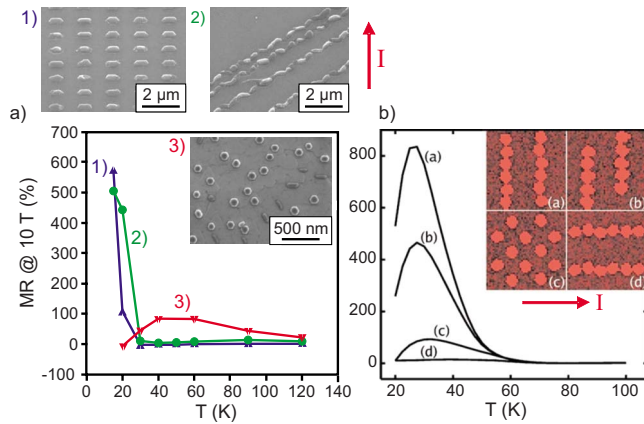 1)
2)
2 µm
2 µm
I
a)
b)
MR @ 10 T (%)
700
600
500
400
300
200
100
0
-100
1)
2)
3)
3)
500 nm
0 20 40 60 80 100 120 140
T (K)
800
600
400
200
0
(a)
(b)
(c)
(d)
(a)
(b)
(c)
(d)
I
20 40 60 80 100
T (K)